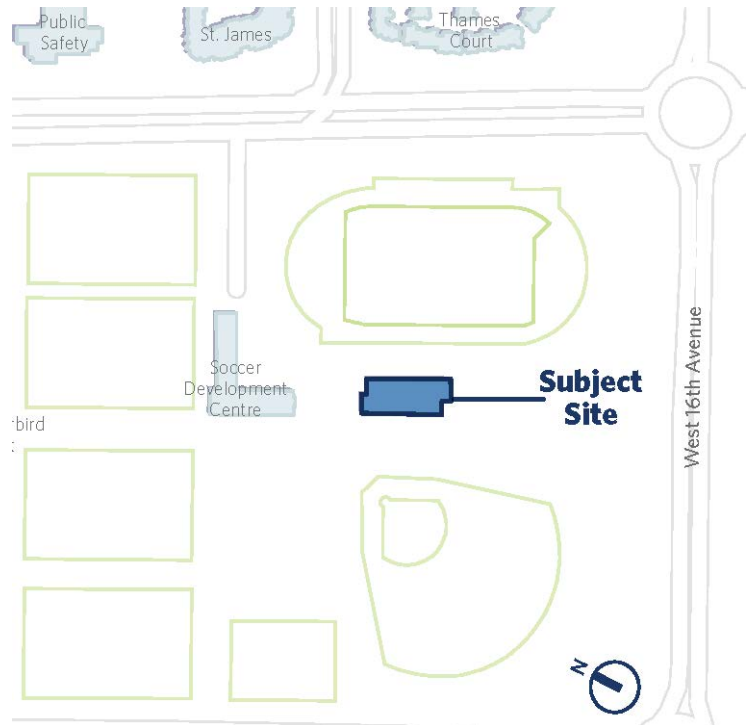 Public
Safety
St. James
Thames
Court
Soccer
Development
Centre
Subject
Site
West 16th Avenue
rbird
N